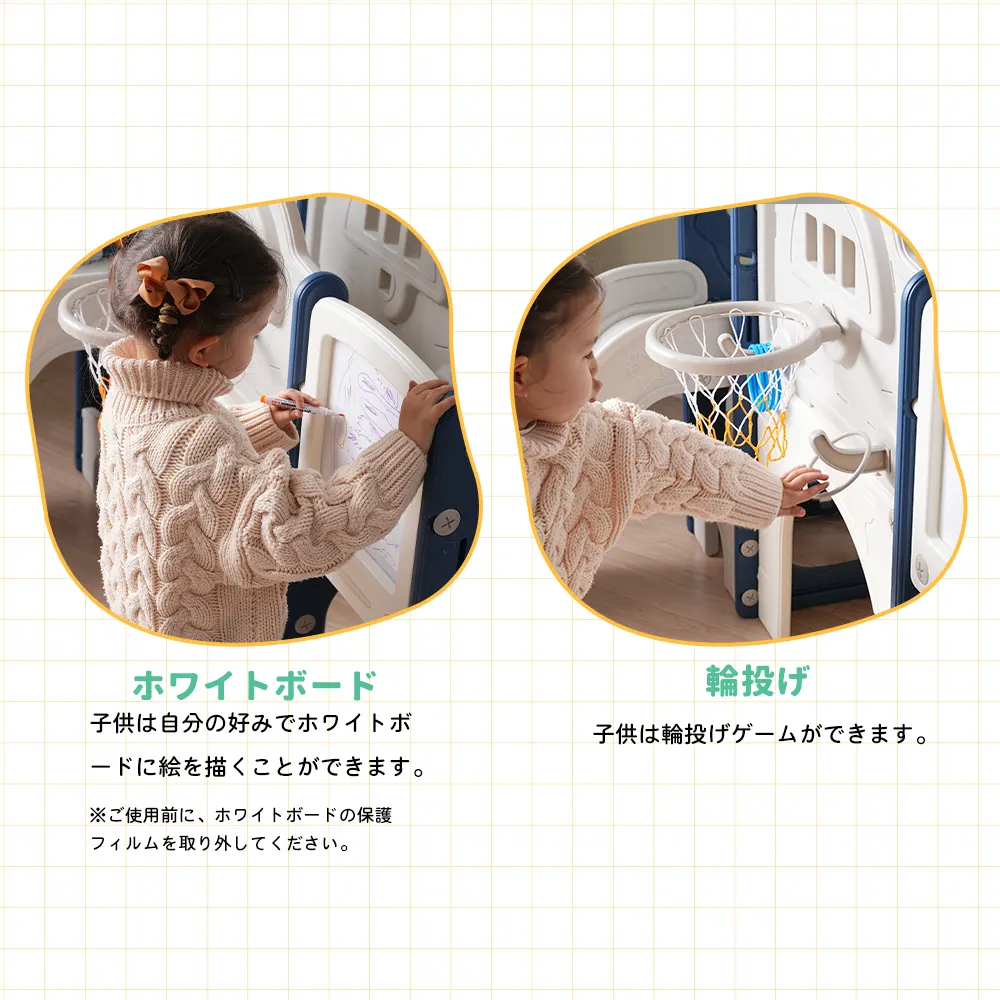 ホワイトボード
子供は自分の好みでホワイトボ
ードに絵を描くことができます。
※ご使用前に、ホワイトボードの保護
フィルムを取り外してください。
輪投げ
子供は輪投げゲームができます。